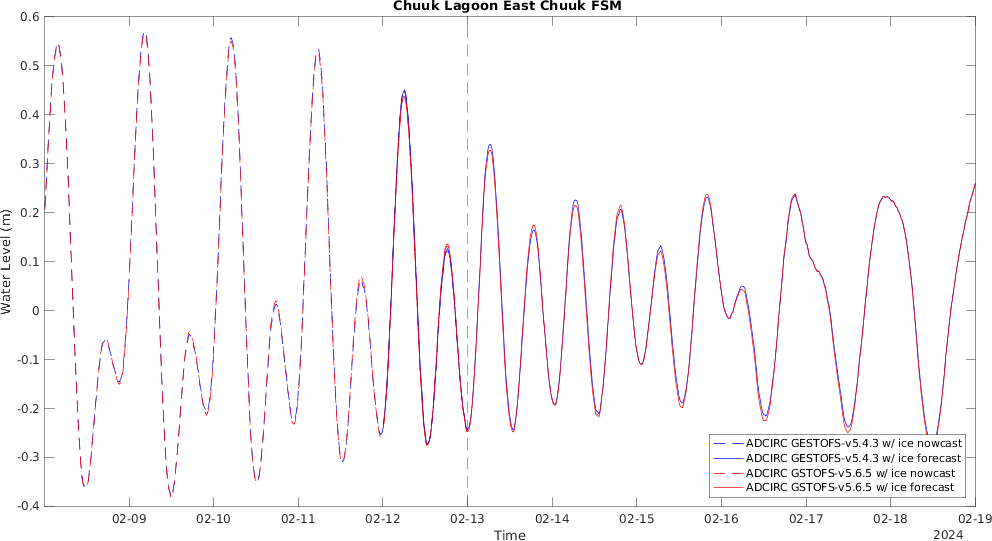 Chuuk Lagoon East Chuuk FSM
0.6
0.5
0.4
0.3
0.2
0.1
0
-0.1
-0.2
-0.3
-0.4
Water Level (m)
ADCIRC GESTOFS-v5.4.3 w/ ice nowcast
ADCIRC GESTOFS-v5.4.3 w/ ice forecast
ADCIRC GSTOFS-v5.6.5 w/ ice nowcast
ADCIRC GSTOFS-v5.6.5 w/ ice forecast
02-09 02-10 02-11 02-12 02-13 02-14 02-15 02-16 02-17 02-18 02-19
Time
2024